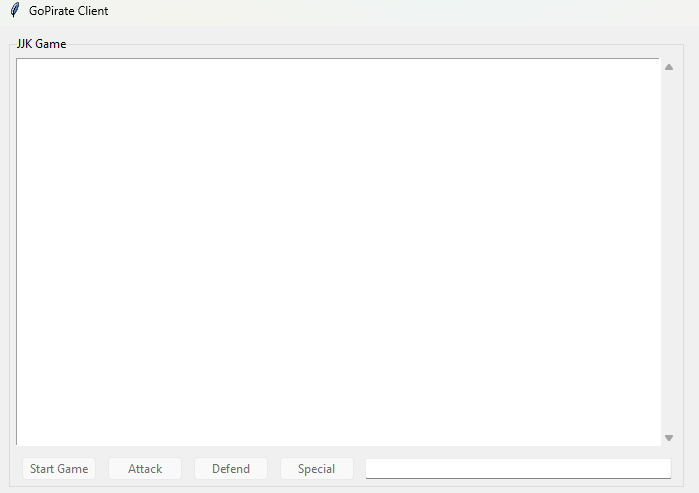 GoPirate Client
JJK Game
Start Game
Attack
Defend
Special